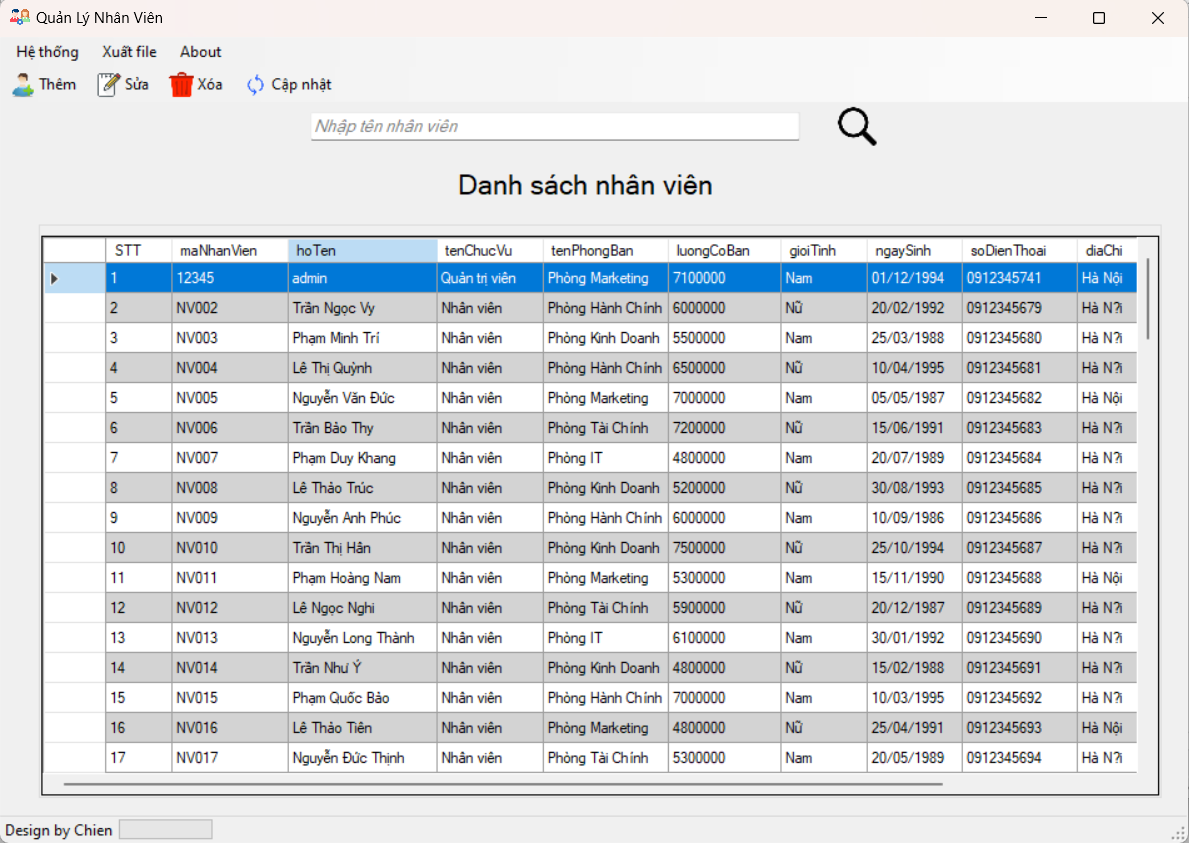 Quản Lý Nhân Viên
Hệ thống Xuất file About
Thêm Sửa Xóa Cập nhật
Nhập tên nhân viên
Danh sách nhân viên
STT maNhanVien hoTen tenChucVu tenPhongBan luongCoBan gioiTinh ngaySinh soDienThoai diaChi
1 12345 admin Quản trị viên Phòng Marketing 7100000 Nam 01/12/1994 0912345741 Hà Nội
2 NV002 Trần Ngọc Vy Nhân viên Phòng Hành Chính 6000000 Nữ 20/02/1992 0912345679 Hà N?i
3 NV003 Phạm Minh Trí Nhân viên Phòng Kinh Doanh 5500000 Nam 25/03/1988 0912345680 Hà N?i
4 NV004 Lê Thị Quỳnh Nhân viên Phòng Hành Chính 6500000 Nữ 10/04/1995 0912345681 Hà N?i
5 NV005 Nguyễn Văn Đức Nhân viên Phòng Marketing 7000000 Nam 05/05/1987 0912345682 Hà Nội
6 NV006 Trần Bảo Thy Nhân viên Phòng Tài Chính 7200000 Nữ 15/06/1991 0912345683 Hà N?i
7 NV007 Phạm Duy Khang Nhân viên Phòng IT 4800000 Nam 20/07/1989 0912345684 Hà N?i
8 NV008 Lê Thảo Trúc Nhân viên Phòng Kinh Doanh 5200000 Nữ 30/08/1993 0912345685 Hà N?i
9 NV009 Nguyễn Anh Phúc Nhân viên Phòng Hành Chính 6000000 Nam 10/09/1986 0912345686 Hà N?i
10 NV010 Trần Thị Hân Nhân viên Phòng Kinh Doanh 7500000 Nữ 25/10/1994 0912345687 Hà N?i
11 NV011 Phạm Hoàng Nam Nhân viên Phòng Marketing 5300000 Nam 15/11/1990 0912345688 Hà Nội
12 NV012 Lê Ngọc Nghi Nhân viên Phòng Tài Chính 5900000 Nữ 20/12/1987 0912345689 Hà N?i
13 NV013 Nguyễn Long Thành Nhân viên Phòng IT 6100000 Nam 30/01/1992 0912345690 Hà N?i
14 NV014 Trần Như Ý Nhân viên Phòng Kinh Doanh 4800000 Nữ 15/02/1988 0912345691 Hà N?i
15 NV015 Phạm Quốc Bảo Nhân viên Phòng Hành Chính 7000000 Nam 10/03/1995 0912345692 Hà N?i
16 NV016 Lê Thảo Tiên Nhân viên Phòng Marketing 4800000 Nữ 25/04/1991 0912345693 Hà Nội
17 NV017 Nguyễn Đức Thịnh Nhân viên Phòng Tài Chính 5300000 Nam 20/05/1989 0912345694 Hà N?i
Design by Chien